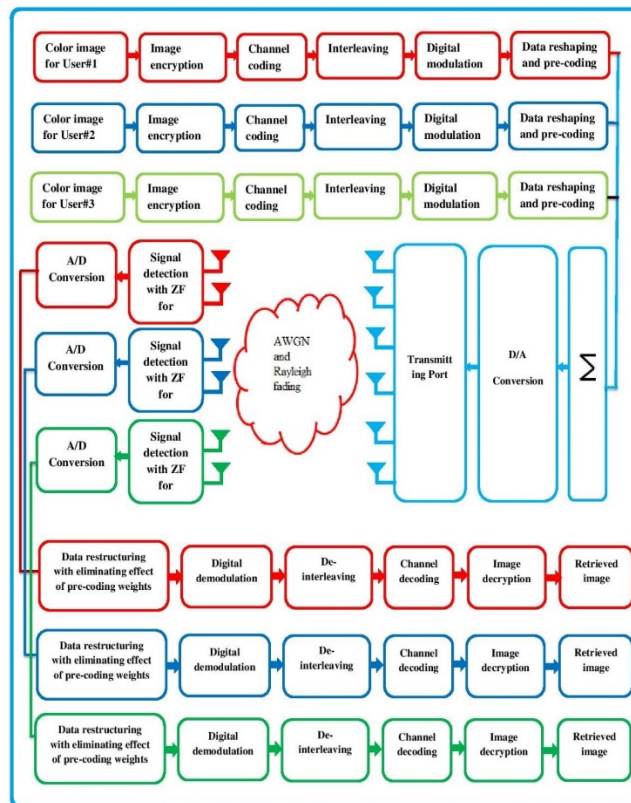 Color image
for User#1
Image
encryption
Channel
coding
Interleaving
Digital
modulation
Data reshaping
and pre-coding
Color image
for User#2
Image
encryption
Channel
coding
Interleaving
Digital
modulation
Data reshaping
and pre-coding
Color image
for User#3
Image
encryption
Channel
coding
Interleaving
Digital
modulation
Data reshaping
and pre-coding
A/D
Conversion
Signal
detection
with ZF
for
A/D
Conversion
Signal
detection
with ZF
for
A/D
Conversion
Signal
detection
with ZF
for
AWGN
and
Rayleigh
fading
Transmitt
ing Port
D/A
Conversion
Σ
Data restructuring
with eliminating effect
of pre-coding weights
Digital
demodulation
De-
interleaving
Channel
decoding
Image
decryption
Retrieved
image
Data restructuring
with eliminating effect
of pre-coding weights
Digital
demodulation
De-
interleaving
Channel
decoding
Image
decryption
Retrieved
image
Data restructuring
with eliminating effect
of pre-coding weights
Digital
demodulation
De-
interleaving
Channel
decoding
Image
decryption
Retrieved
image